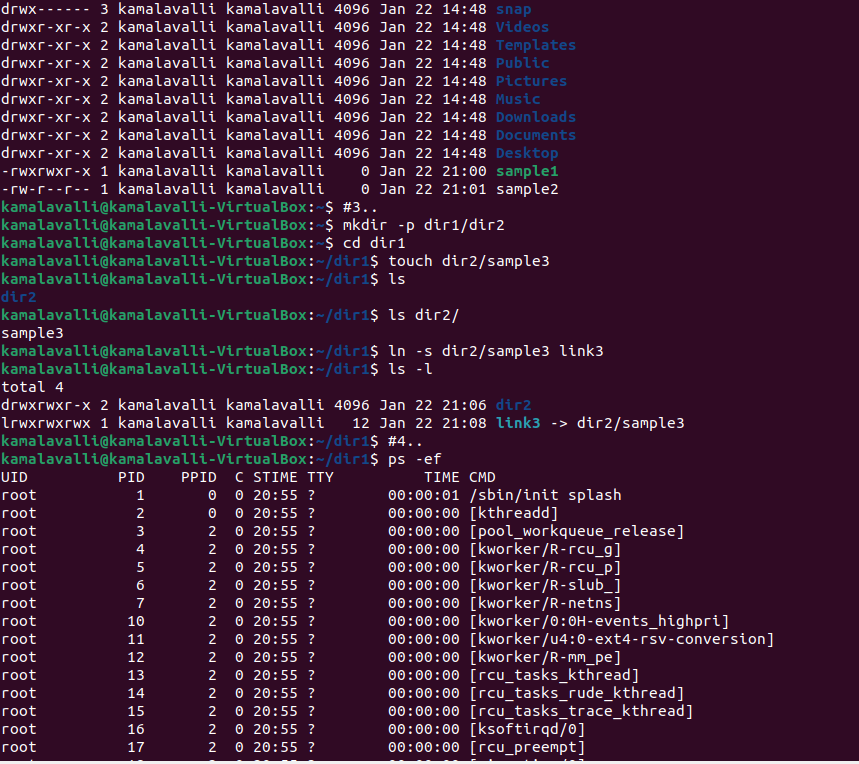 drwx------ 3 kamalavalli kamalavalli 4096 Jan 22 14:48 snap
drwxr-xr-x 2 kamalavalli kamalavalli 4096 Jan 22 14:48 Videos
drwxr-xr-x 2 kamalavalli kamalavalli 4096 Jan 22 14:48 Templates
drwxr-xr-x 2 kamalavalli kamalavalli 4096 Jan 22 14:48 Public
drwxr-xr-x 2 kamalavalli kamalavalli 4096 Jan 22 14:48 Pictures
drwxr-xr-x 2 kamalavalli kamalavalli 4096 Jan 22 14:48 Music
drwxr-xr-x 2 kamalavalli kamalavalli 4096 Jan 22 14:48 Downloads
drwxr-xr-x 2 kamalavalli kamalavalli 4096 Jan 22 14:48 Documents
drwxr-xr-x 2 kamalavalli kamalavalli 4096 Jan 22 14:48 Desktop
-rwxrwxr-x 1 kamalavalli kamalavalli    0 Jan 22 21:00 sample1
-rw-r--r-- 1 kamalavalli kamalavalli    0 Jan 22 21:01 sample2
kamalavalli@kamalavalli-VirtualBox:~$ #3..
kamalavalli@kamalavalli-VirtualBox:~$ mkdir -p dir1/dir2
kamalavalli@kamalavalli-VirtualBox:~$ cd dir1
kamalavalli@kamalavalli-VirtualBox:~/dir1$ touch dir2/sample3
kamalavalli@kamalavalli-VirtualBox:~/dir1$ ls
dir2
kamalavalli@kamalavalli-VirtualBox:~/dir1$ ls dir2/
sample3
kamalavalli@kamalavalli-VirtualBox:~/dir1$ ln -s dir2/sample3 link3
kamalavalli@kamalavalli-VirtualBox:~/dir1$ ls -l
total 4
drwxrwxr-x 2 kamalavalli kamalavalli 4096 Jan 22 21:06 dir2
lrwxrwxrwx 1 kamalavalli kamalavalli   12 Jan 22 21:08 link3 -> dir2/sample3
kamalavalli@kamalavalli-VirtualBox:~/dir1$ #4..
kamalavalli@kamalavalli-VirtualBox:~/dir1$ ps -ef
UID          PID    PPID  C STIME TTY          TIME CMD
root           1       0  0 20:55 ?        00:00:01 /sbin/init splash
root           2       0  0 20:55 ?        00:00:00 [kthreadd]
root           3       2  0 20:55 ?        00:00:00 [pool_workqueue_release]
root           4       2  0 20:55 ?        00:00:00 [kworker/R-rcu_g]
root           5       2  0 20:55 ?        00:00:00 [kworker/R-rcu_p]
root           6       2  0 20:55 ?        00:00:00 [kworker/R-slub_]
root           7       2  0 20:55 ?        00:00:00 [kworker/R-netns]
root          10       2  0 20:55 ?        00:00:00 [kworker/0:0H-events_highpri]
root          11       2  0 20:55 ?        00:00:00 [kworker/u4:0-ext4-rsv-conversion]
root          12       2  0 20:55 ?        00:00:00 [kworker/R-mm_pe]
root          13       2  0 20:55 ?        00:00:00 [rcu_tasks_kthread]
root          14       2  0 20:55 ?        00:00:00 [rcu_tasks_rude_kthread]
root          15       2  0 20:55 ?        00:00:00 [rcu_tasks_trace_kthread]
root          16       2  0 20:55 ?        00:00:00 [ksoftirqd/0]
root          17       2  0 20:55 ?        00:00:00 [rcu_preempt]